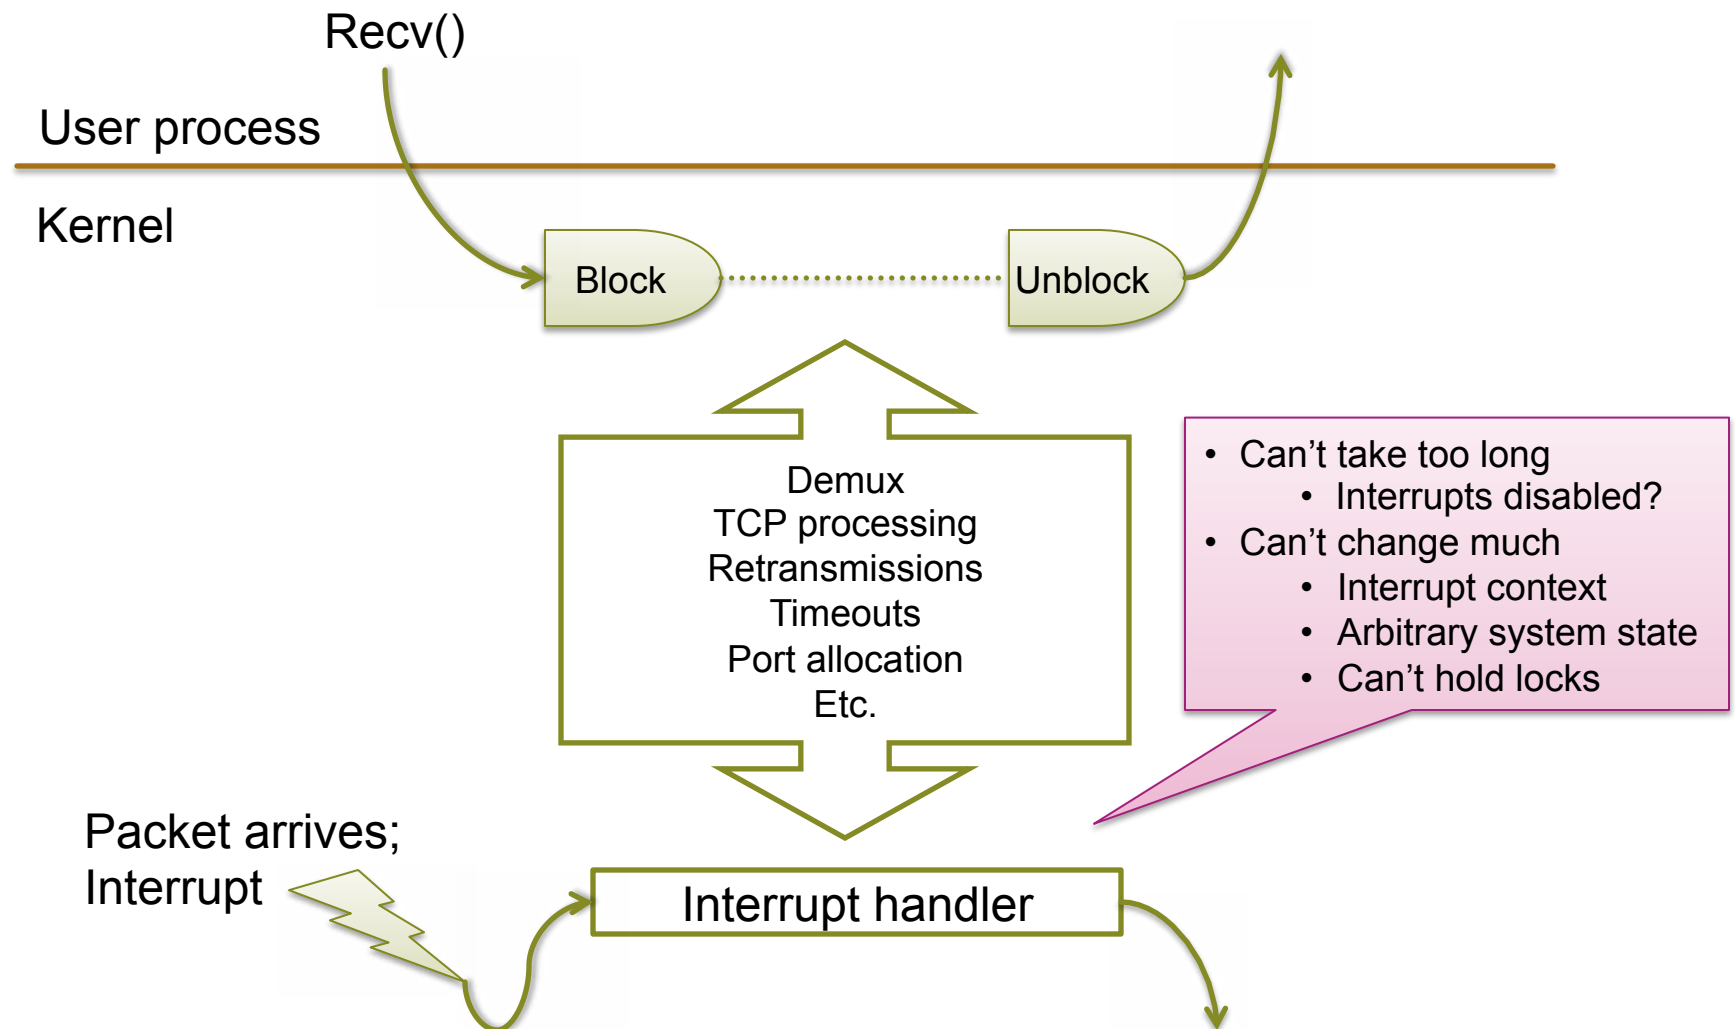 Recv()
User process
Kernel
Block
Unblock
Demux
TCP processing
Retransmissions
Timeouts
Port allocation
Etc.
• Can’t take too long
• Interrupts disabled?
• Can’t change much
• Interrupt context
• Arbitrary system state
• Can’t hold locks
Packet arrives;
Interrupt
Interrupt handler